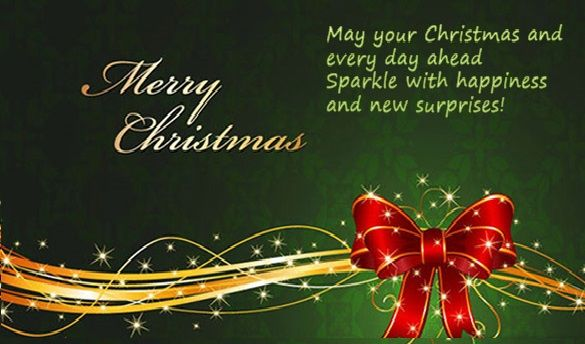 Merry
Christmas
May your Christmas and
every day ahead
Sparkle with happiness
and new surprises!